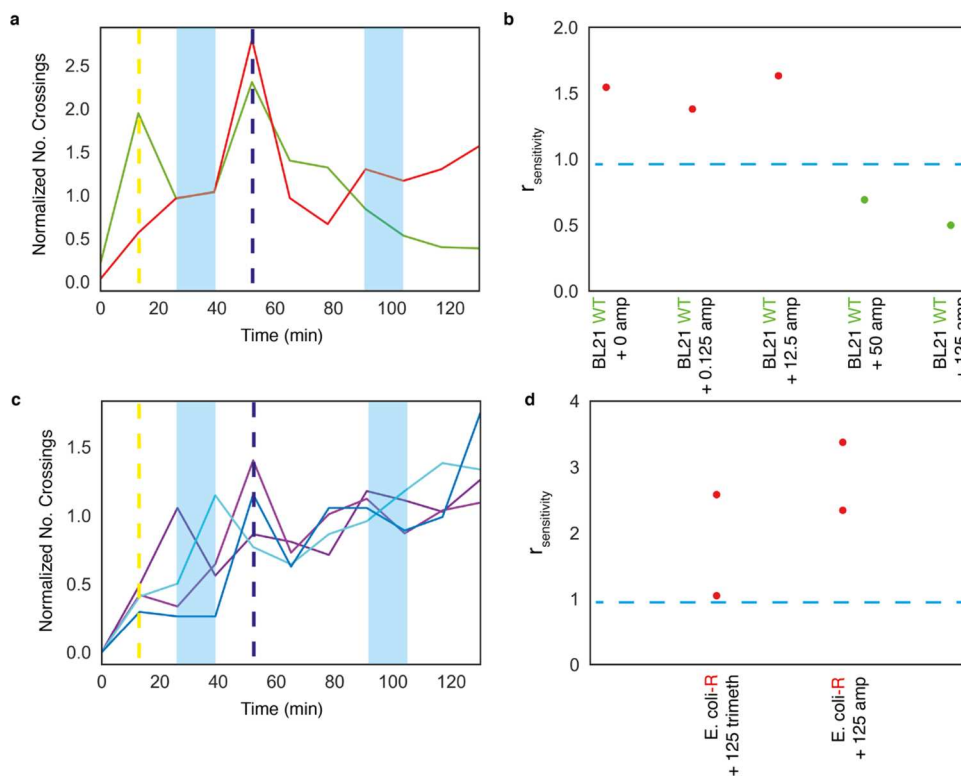 a
Normalized No. Crossings
2.5
2.0
1.5
1.0
0.5
0.0
0 20 40 60 80 100 120
Time (min)
b
r sensitivity
2.0
1.5
1.0
0.5
0.0
BL21 WT
+ 0 amp
BL21 WT
+ 0.125 amp
BL21 WT
+ 12.5 amp
BL21 WT
+ 50 amp
BL21 WT
+ 125 amp
c
Normalized No. Crossings
1.5
1.0
0.5
0.0
0 20 40 60 80 100 120
Time (min)
d
r sensitivity
4
3
2
1
0
E. coli-R
+ 125 trimeth
E. coli-R
+ 125 amp